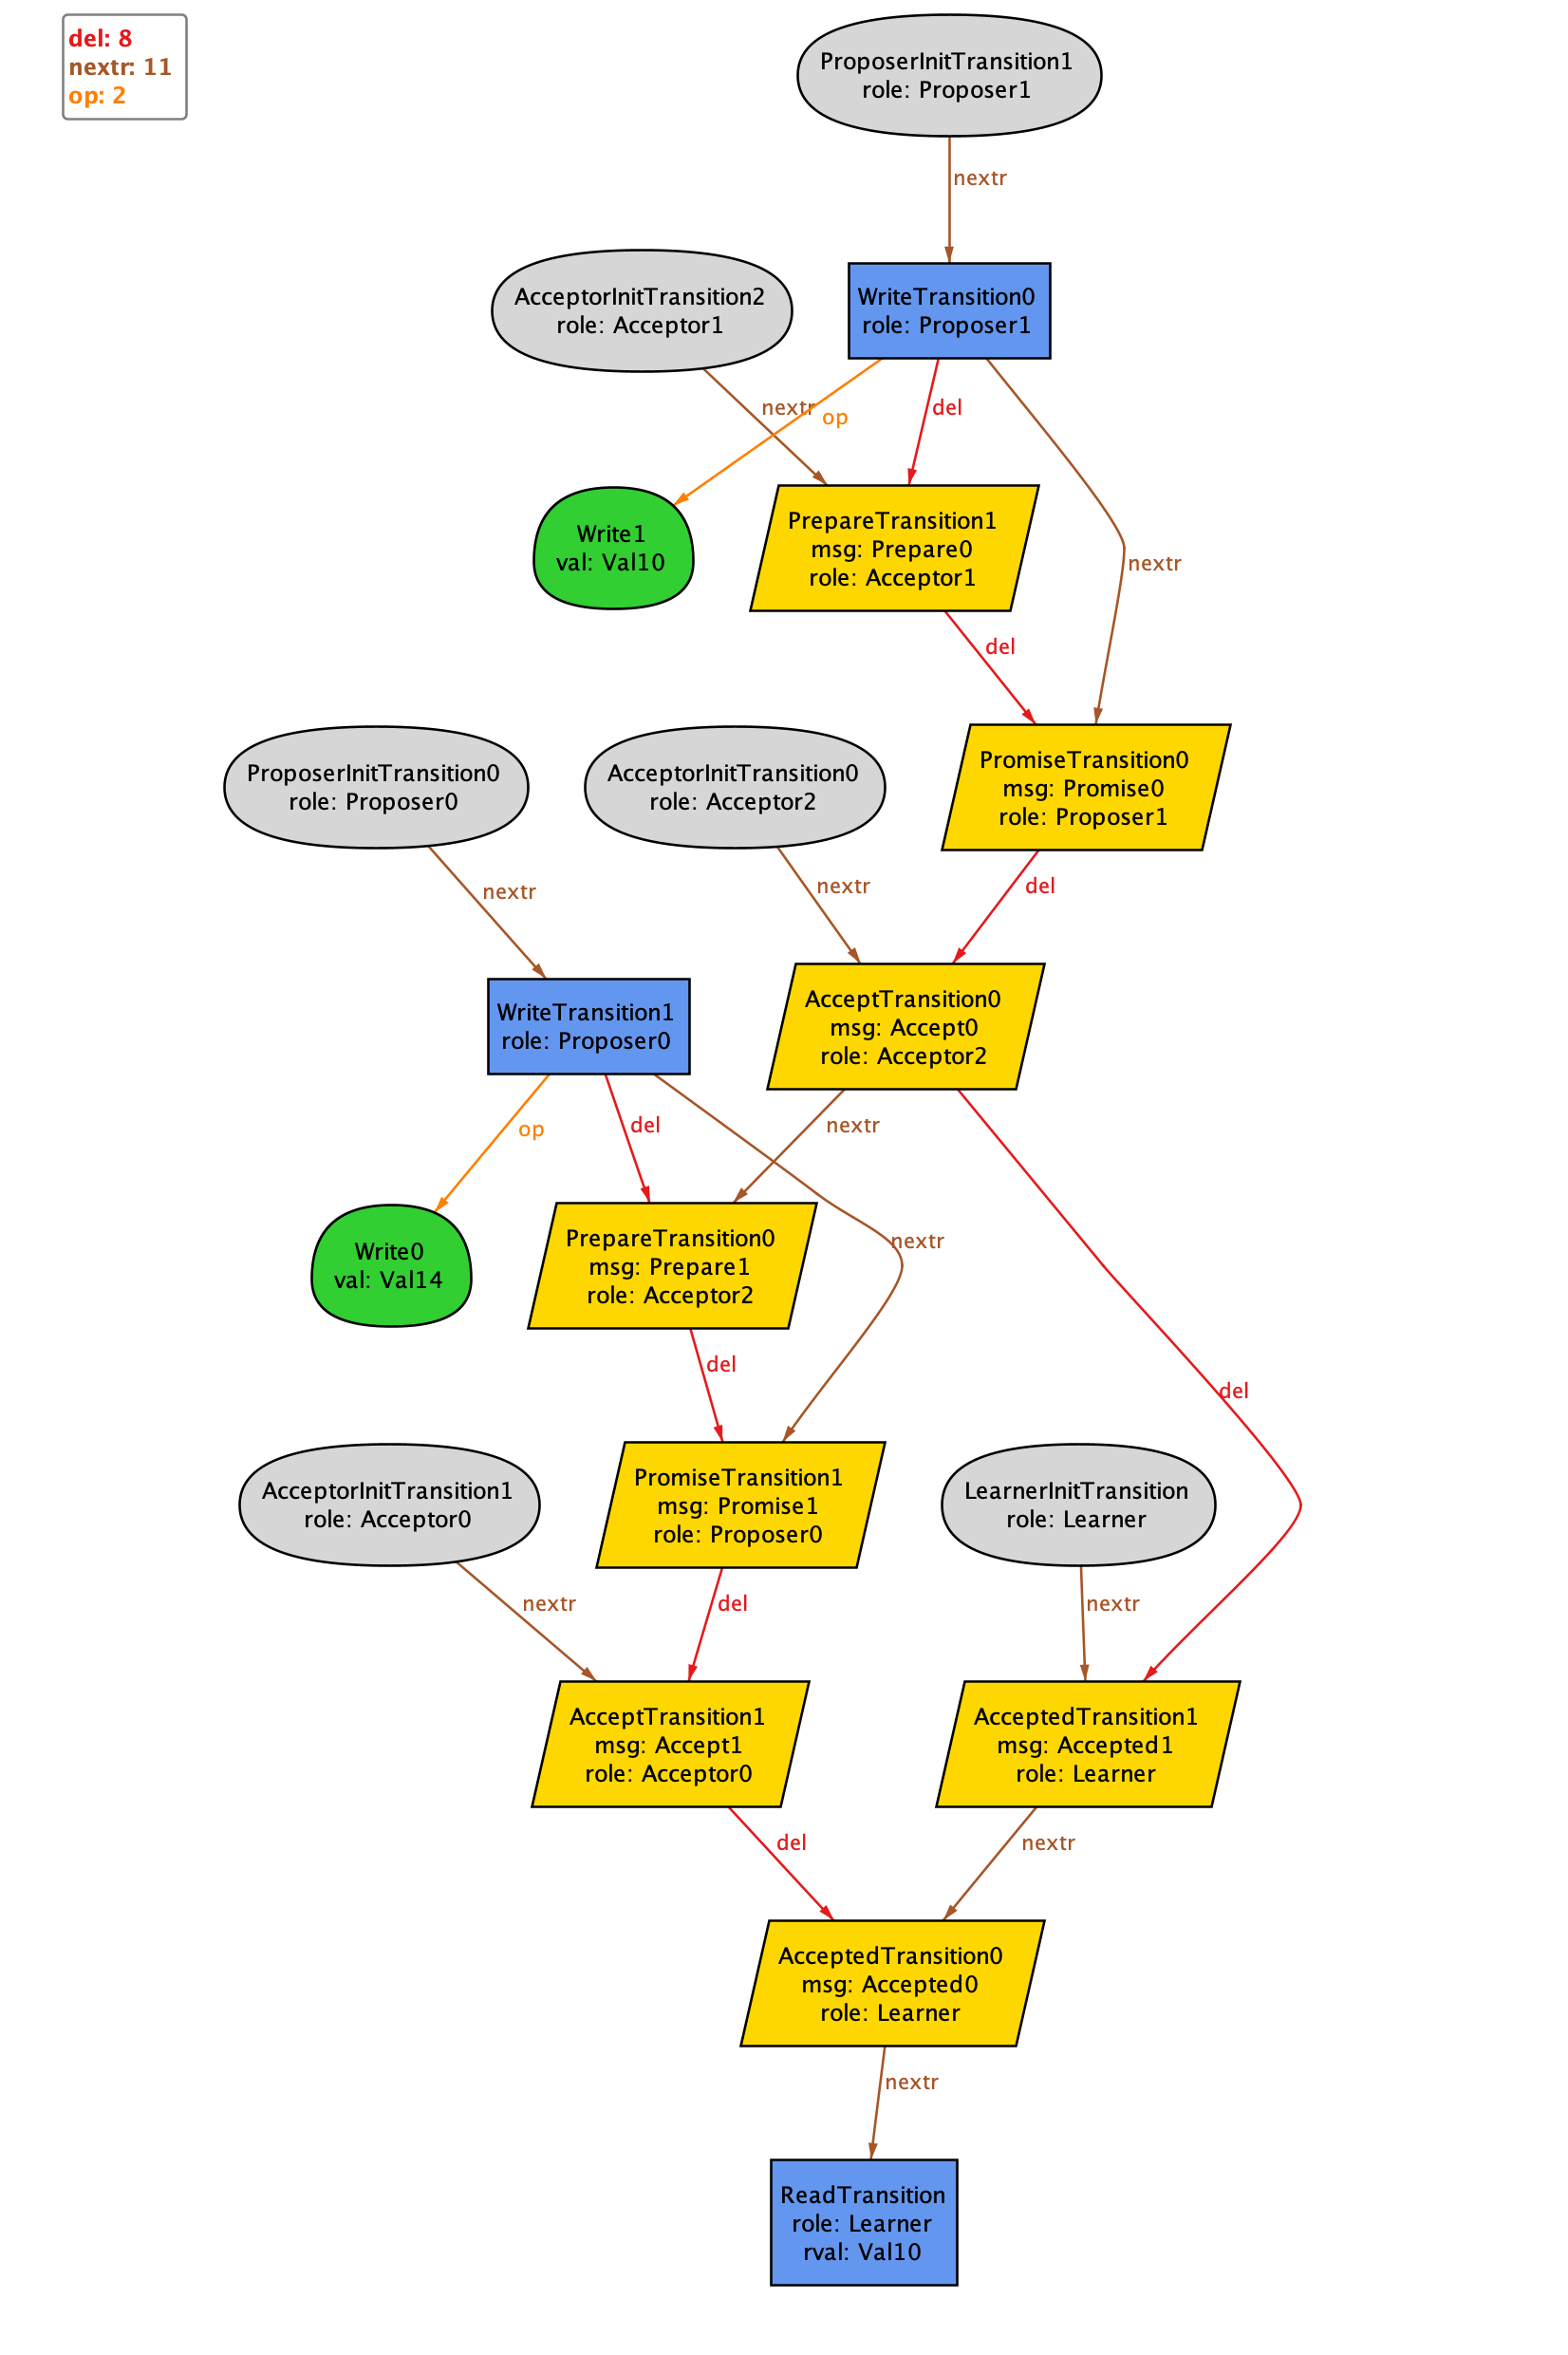 del: 8
nextr: 11
op: 2
ProposerInitTransition1
role: Proposer1
nextr
AcceptorInitTransition2
role: Acceptor1
WriteTransition0
role: Proposer1
nextr
op
del
Write1
val: Val10
PrepareTransition1
msg: Prepare0
role: Acceptor1
nextr
del
ProposerInitTransition0
role: Proposer0
AcceptorInitTransition0
role: Acceptor2
PromiseTransition0
msg: Promise0
role: Proposer1
nextr
nextr
del
WriteTransition1
role: Proposer0
AcceptTransition0
msg: Accept0
role: Acceptor2
op
del
nextr
Write0
val: Val14
PrepareTransition0
msg: Prepare1
role: Acceptor2
nextr
del
del
AcceptorInitTransition1
role: Acceptor0
PromiseTransition1
msg: Promise1
role: Proposer0
LearnerInitTransition
role: Learner
nextr
del
nextr
AcceptTransition1
msg: Accept1
role: Acceptor0
AcceptedTransition1
msg: Accepted1
role: Learner
del
nextr
AcceptedTransition0
msg: Accepted0
role: Learner
nextr
ReadTransition
role: Learner
rval: Val10